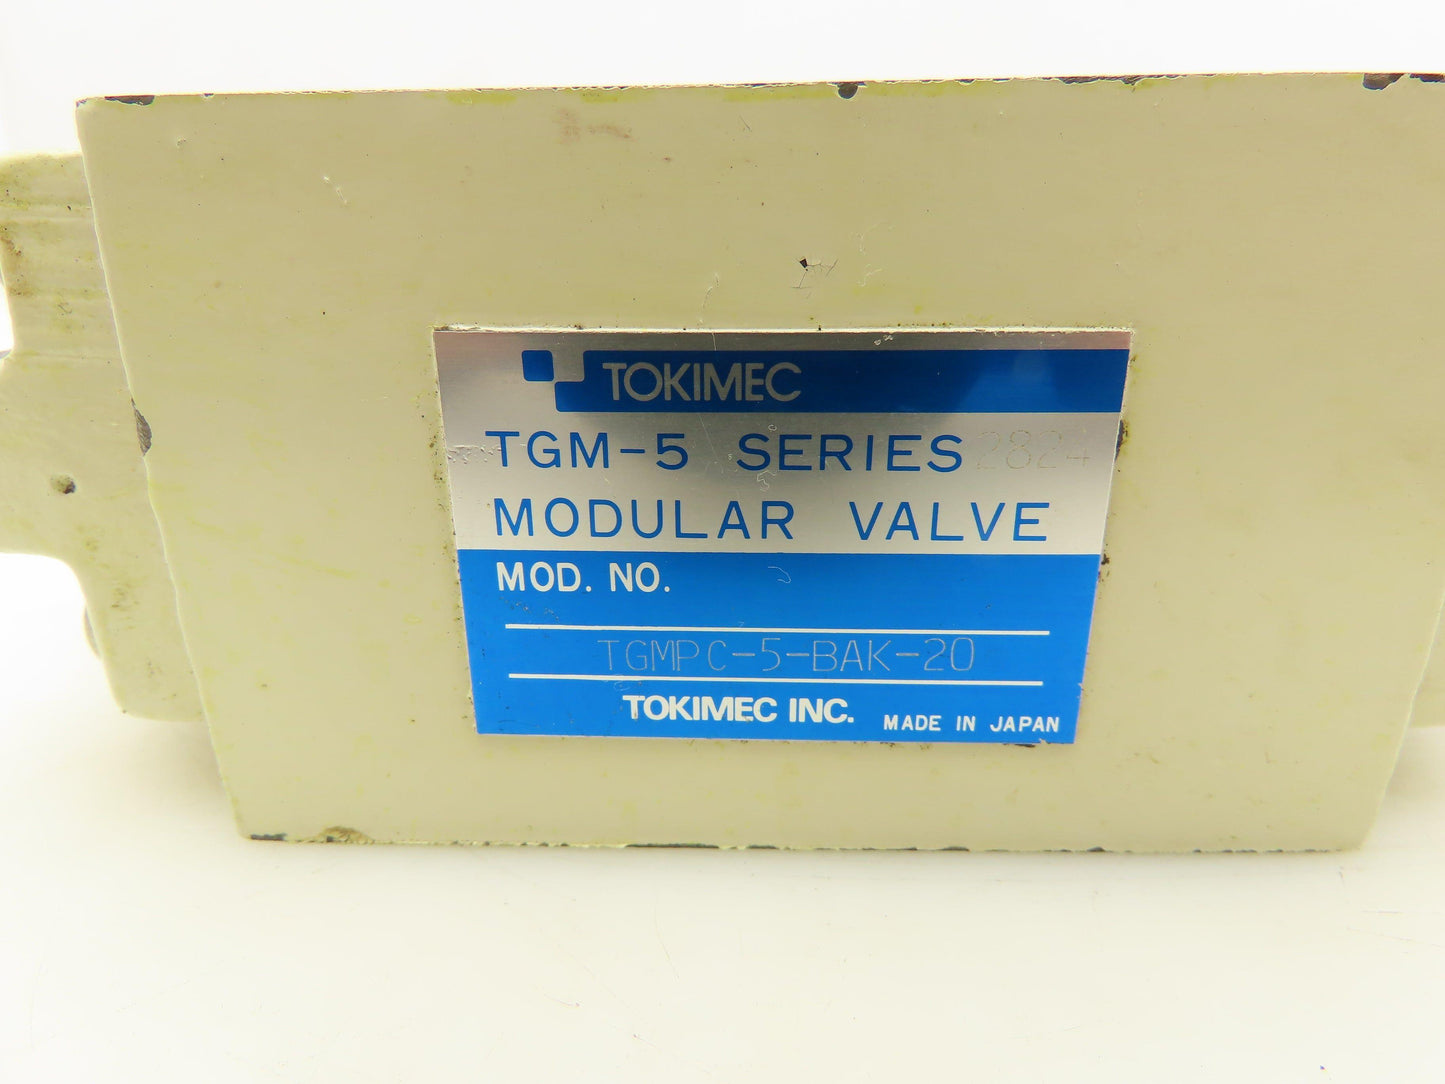 TOKIMEC
TGM-5 SERIES 2824
MODULAR VALVE
MOD. NO.
TGMPC-5-BAK-20
TOKIMEC INC. MADE IN JAPAN